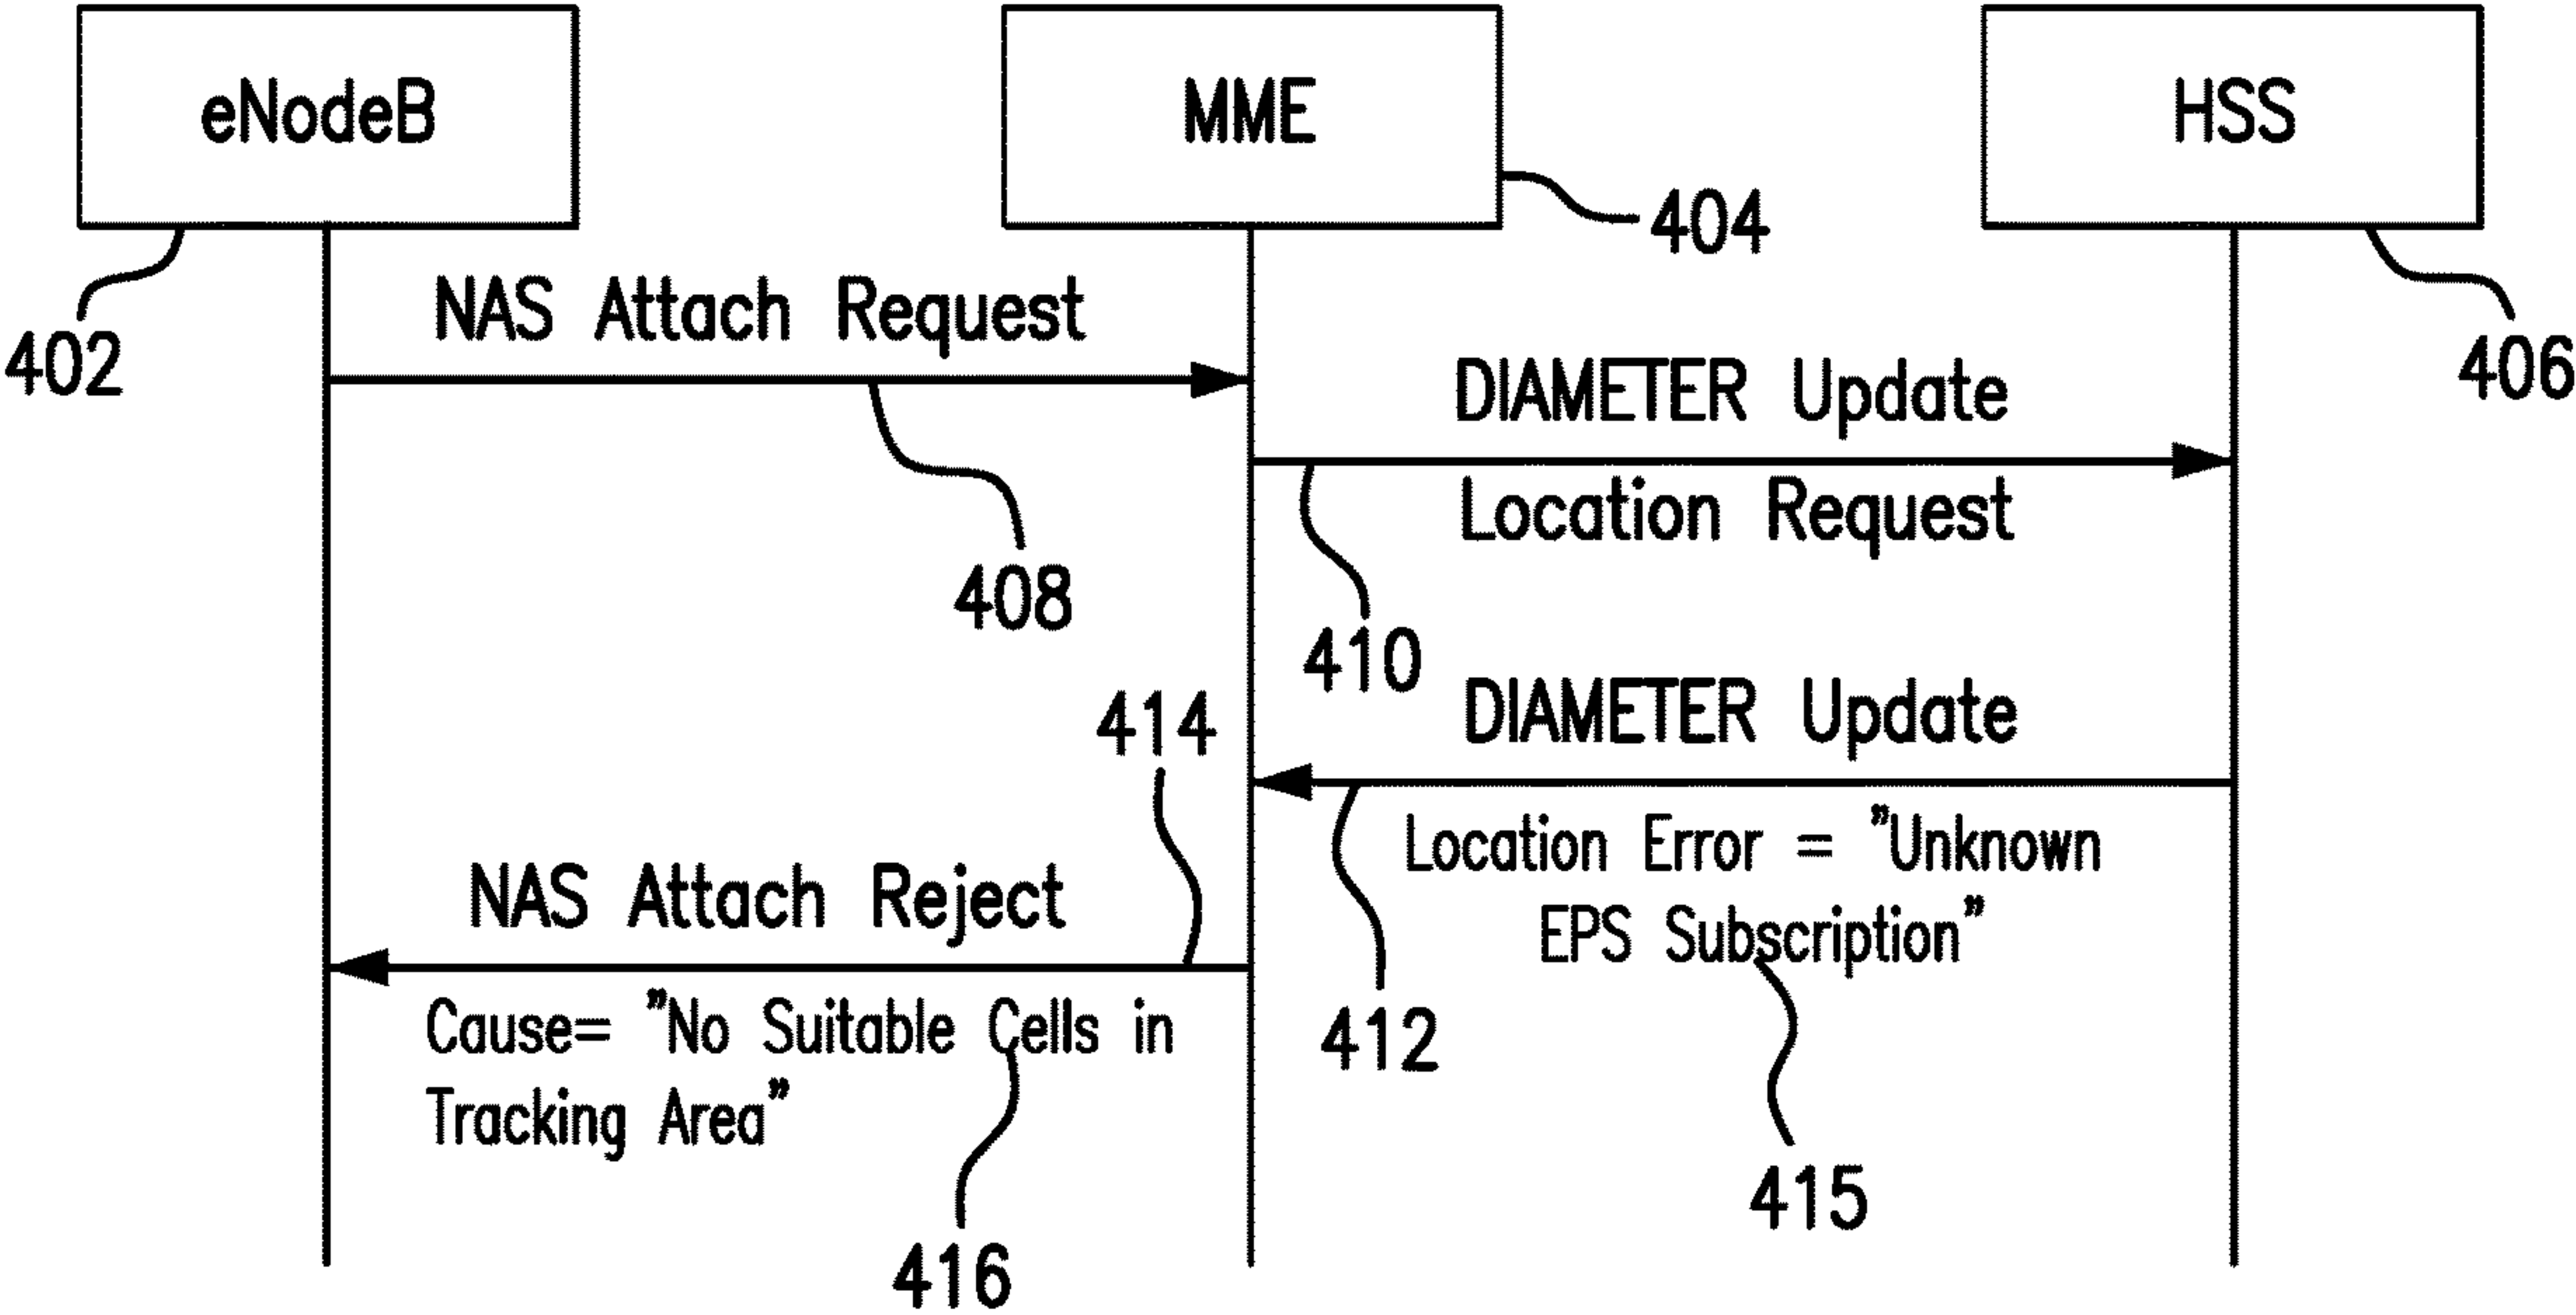 eNodeB
MME
HSS
404
NAS Attach Request
402
DIAMETER Update
406
Location Request
408
410
414
DIAMETER Update
Location Error = "Unknown
EPS Subscription"
NAS Attach Reject
Cause= "No Suitable Cells in
Tracking Area"
412
415
416